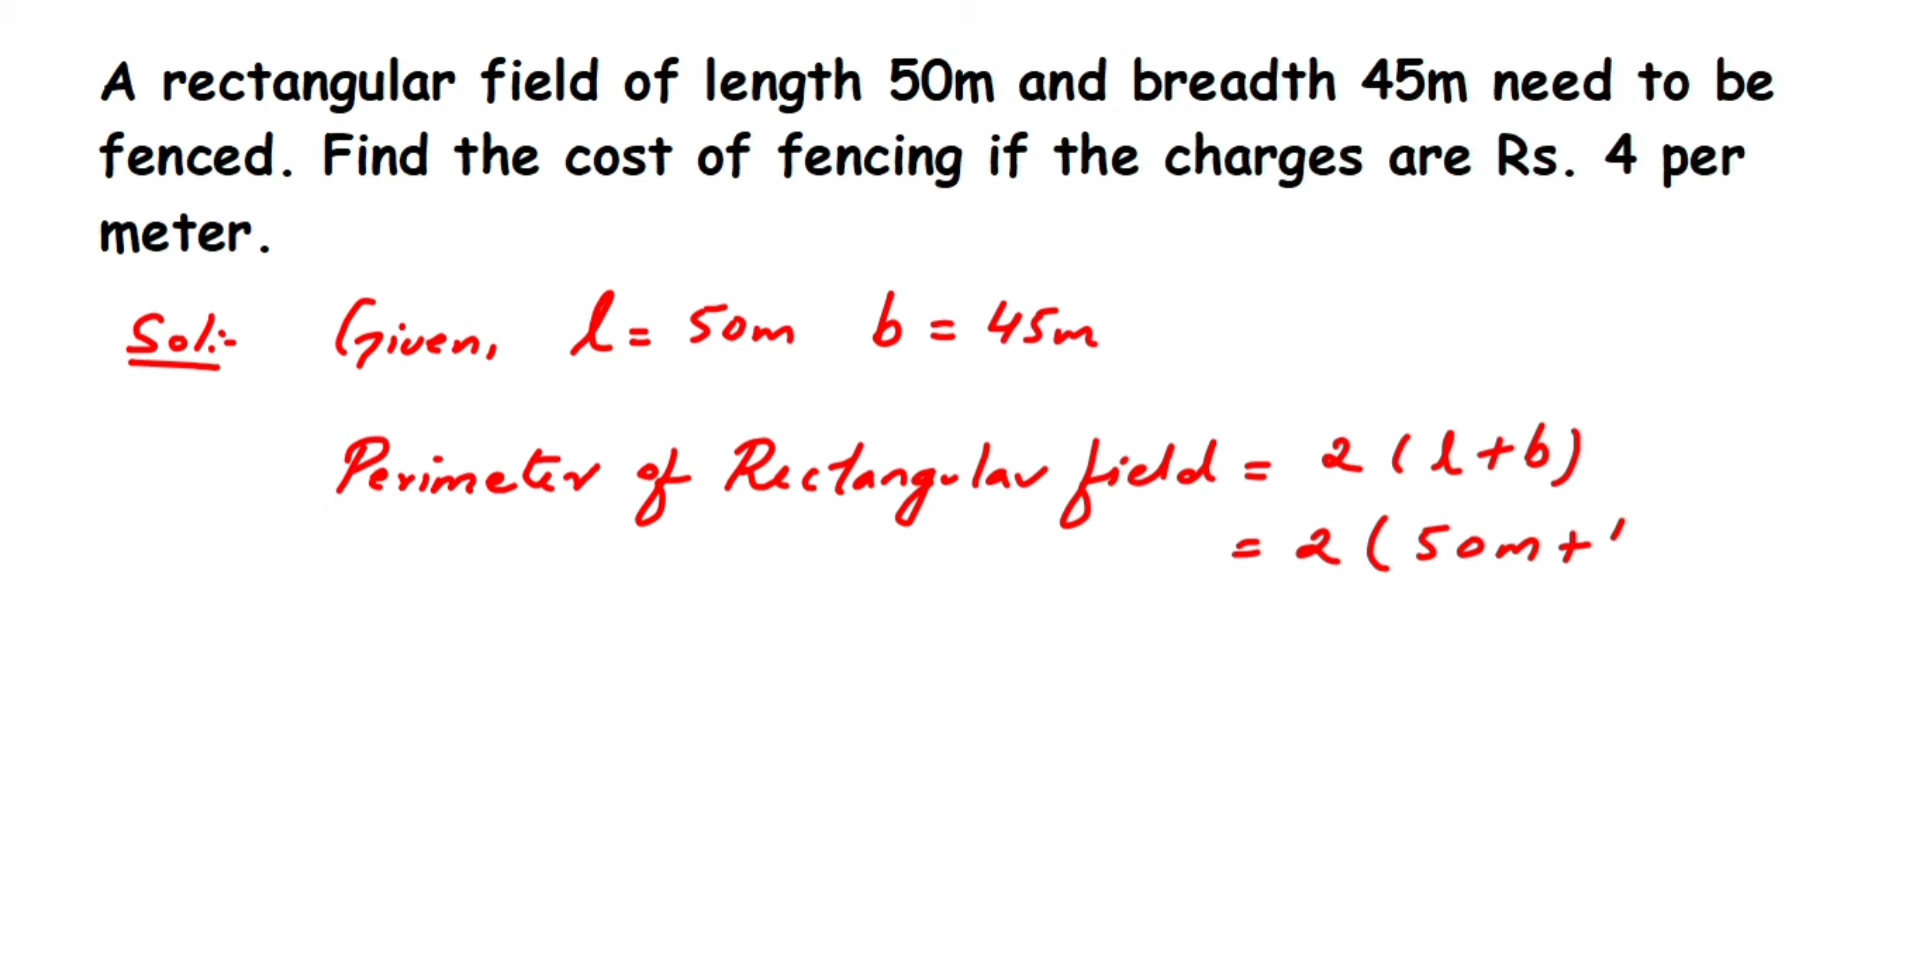 A rectangular field of length 50m and breadth 45m need to be
fenced. Find the cost of fencing if the charges are Rs. 4 per
meter.
Sol:- Given, l = 50m b = 45m
Perimeter of Rectangular field = 2 (l+b)
= 2 ( 50m +